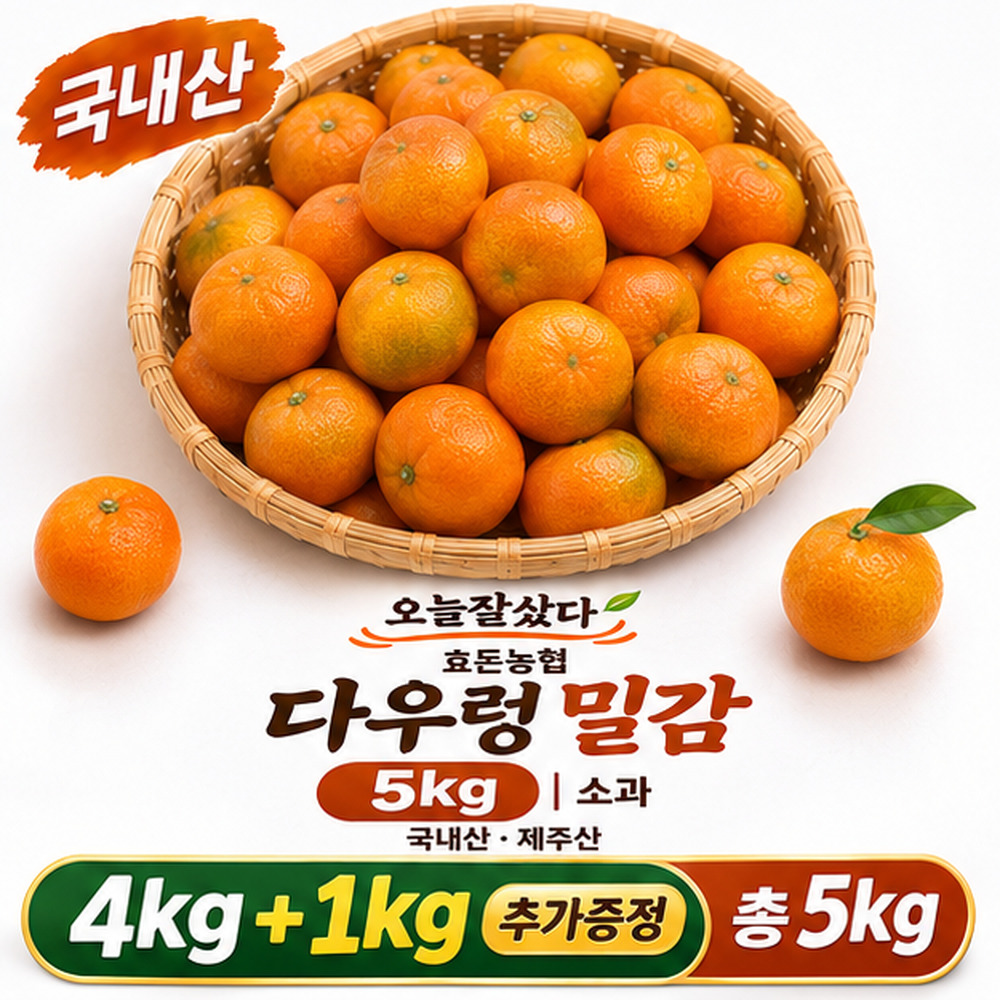 국내산
오늘잘샀다
효돈농협
다우렁 밀감
5kg | 소과
국내산 · 제주산
4kg+1kg 추가증정 총 5kg